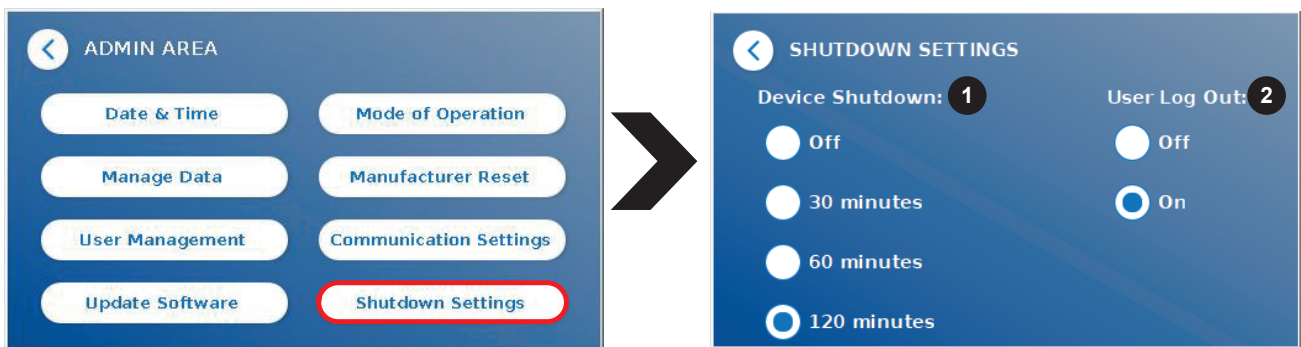 ADMIN AREA
Date & Time
Mode of Operation
Manage Data
Manufacturer Reset
User Management
Communication Settings
Update Software
Shutdown Settings
SHUTDOWN SETTINGS
Device Shutdown: 1
User Log Out: 2
Off
Off
30 minutes
On
60 minutes
120 minutes